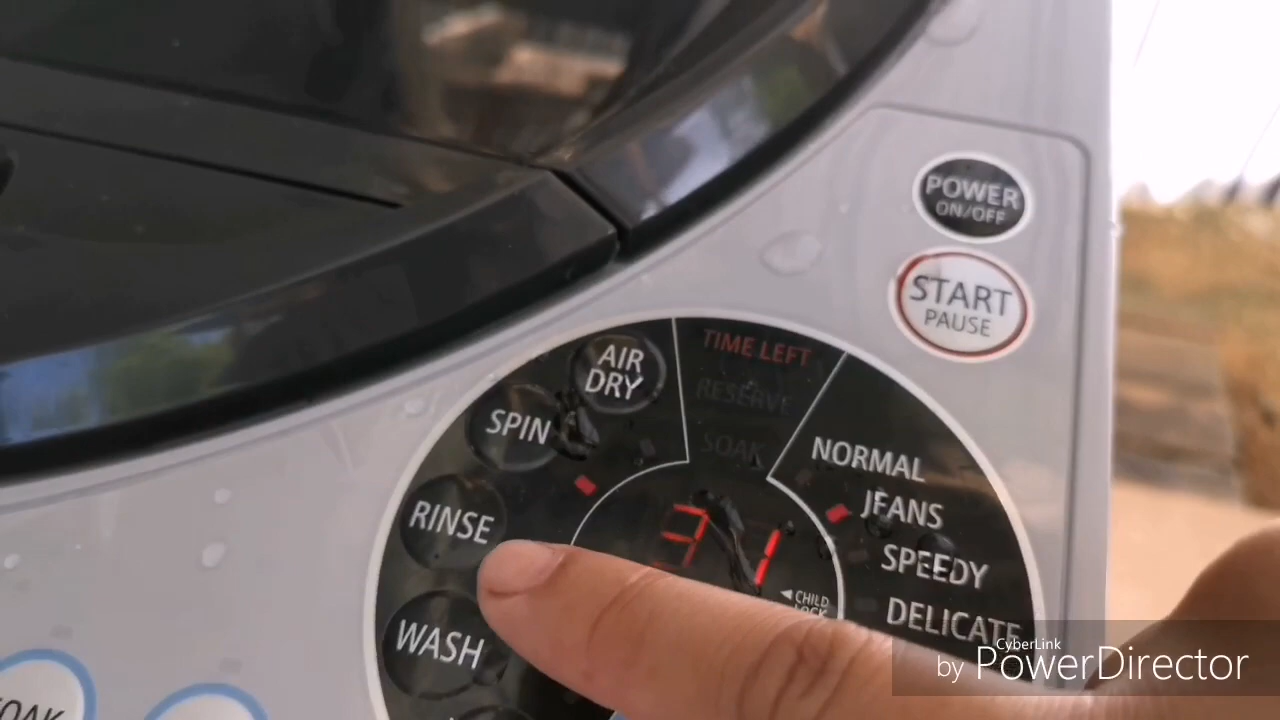 POWER
ON/OFF
START
PAUSE
TIME LEFT
RESERVE
SOAK
AIR
DRY
SPIN
RINSE
WASH
NORMAL
JEANS
SPEEDY
DELICATE
31
◄CHILD
LOCK
CyberLink
by PowerDirector